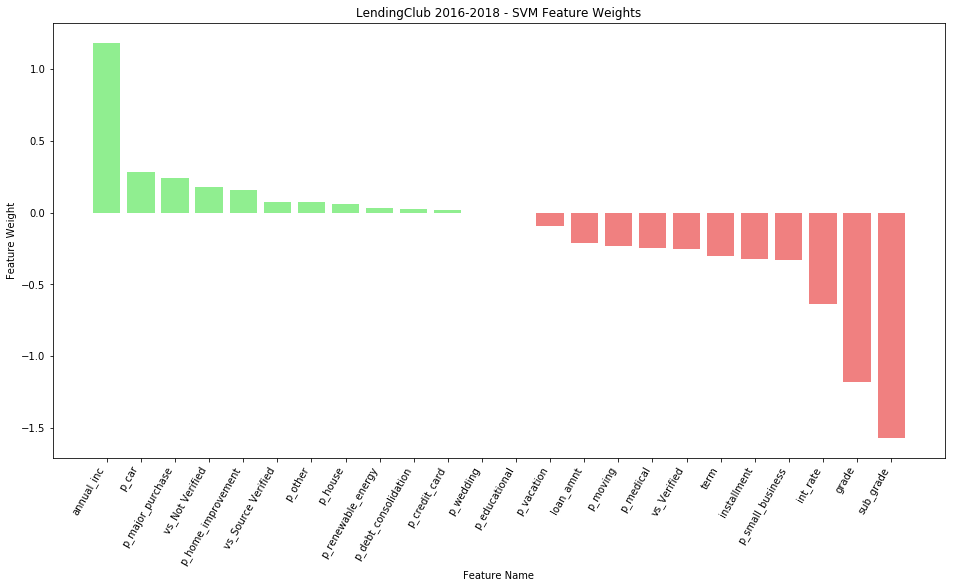 LendingClub 2016-2018 - SVM Feature Weights
Feature Weight
1.0
0.5
0.0
−0.5
−1.0
−1.5
annual_inc
p_car
p_major_purchase
vs_Not Verified
p_home_improvement
vs_Source Verified
p_other
p_house
p_renewable_energy
p_debt_consolidation
p_credit_card
p_wedding
p_educational
p_vacation
loan_amnt
p_moving
p_medical
vs_Verified
term
installment
p_small_business
int_rate
grade
sub_grade
Feature Name